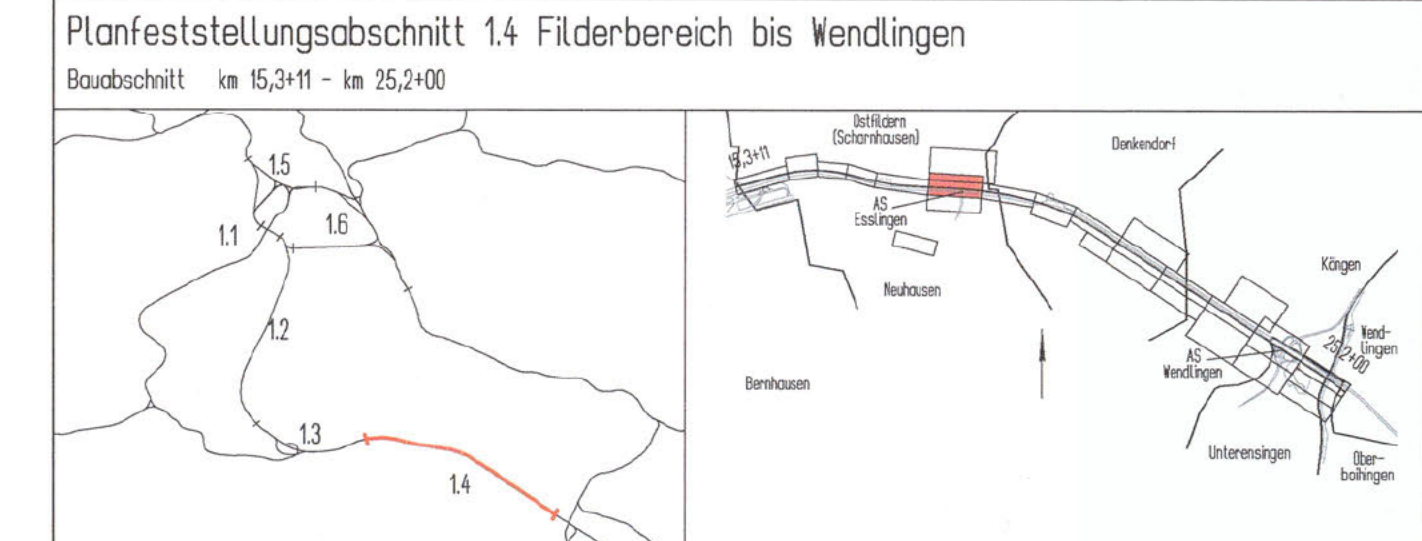 Planfeststellungsabschnitt 1.4 Filderbereich bis Wendlingen
Bauabschnitt km 15,3+11 - km 25,2+00
1.5
1.6
1.1
1.2
1.3
1.4
Ostfildern
(Scharnhausen)
Denkendorf
15,3+11
AS
Esslingen
Neuhausen
Köngen
Wend-
lingen
25,2+00
AS
Wendlingen
Bernhausen
Unterensingen
Ober-
boihingen